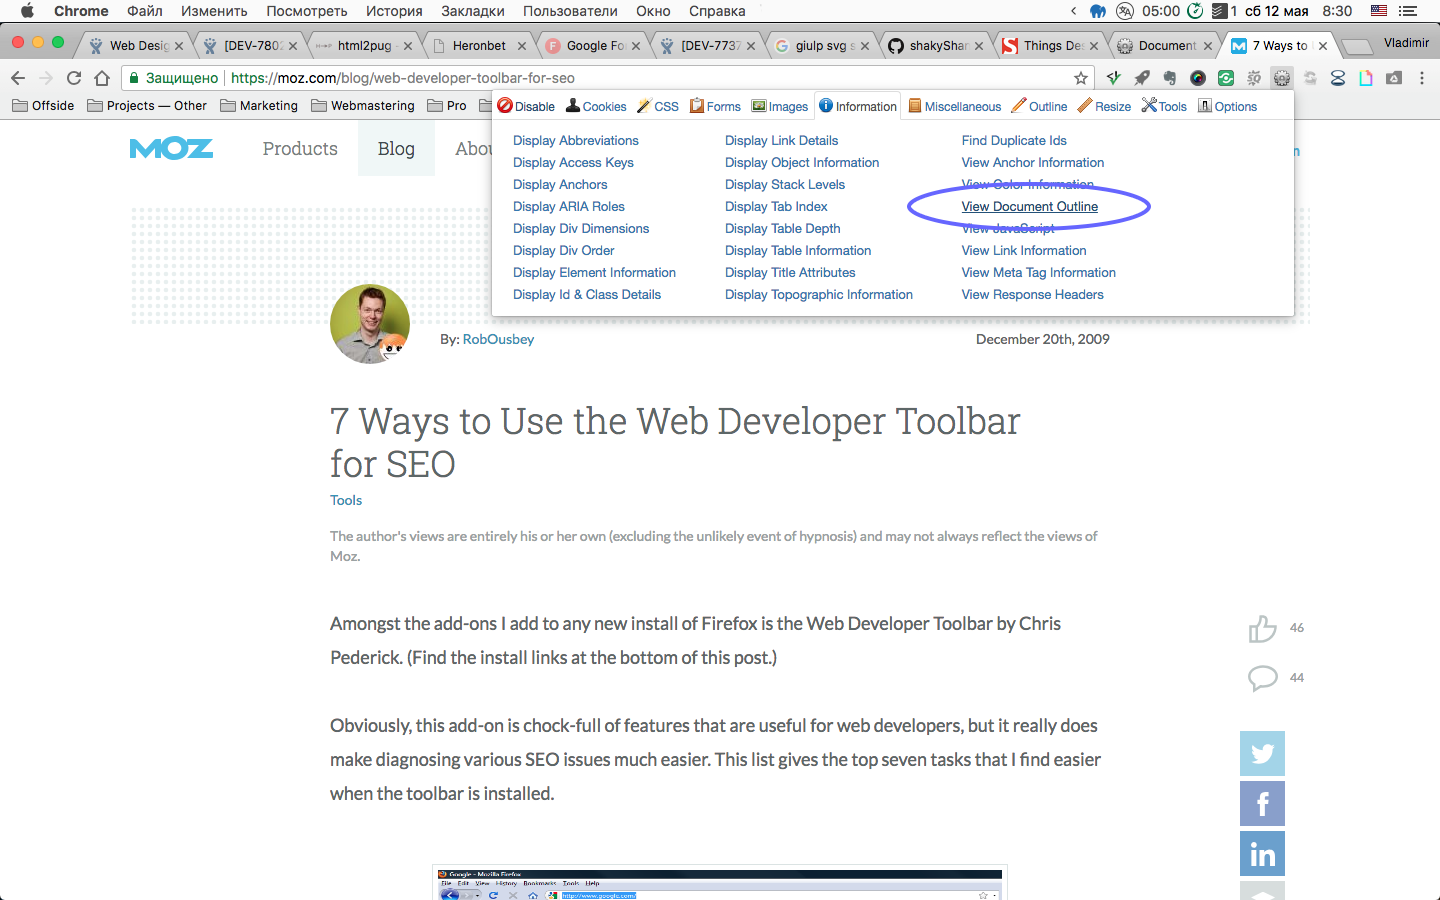 Chrome Файл Изменить Посмотреть История Закладки Пользователи Окно Справка 05:00 1 сб 12 мая 8:30
Web Desig [DEV-780 html2pug - Heronbet Google Fo [DEV-7737 giulp svg s shakyShar Things De Document 7 Ways to Vladimir
Защищено https://moz.com/blog/web-developer-toolbar-for-seo
Offside Projects — Other Marketing Webmastering Pro
Disable Cookies CSS Forms Images Information Miscellaneous Outline Resize Tools Options
Display Abbreviations
Display Access Keys
Display Anchors
Display ARIA Roles
Display Div Dimensions
Display Div Order
Display Element Information
Display Id & Class Details
Display Link Details
Display Object Information
Display Stack Levels
Display Tab Index
Display Table Depth
Display Table Information
Display Title Attributes
Display Topographic Information
Find Duplicate Ids
View Anchor Information
View Color Information
View Document Outline
View JavaScript
View Link Information
View Meta Tag Information
View Response Headers
MOZ Products Blog Abou n
By: RobOusbey December 20th, 2009
7 Ways to Use the Web Developer Toolbar
for SEO
Tools
The author's views are entirely his or her own (excluding the unlikely event of hypnosis) and may not always reflect the views of
Moz.
Amongst the add-ons I add to any new install of Firefox is the Web Developer Toolbar by Chris
Pederick. (Find the install links at the bottom of this post.)
46
44
Obviously, this add-on is chock-full of features that are useful for web developers, but it really does
make diagnosing various SEO issues much easier. This list gives the top seven tasks that I find easier
when the toolbar is installed.
Google - Mozilla Firefox
File Edit View History Bookmarks Tools Help
http://www.google.com/